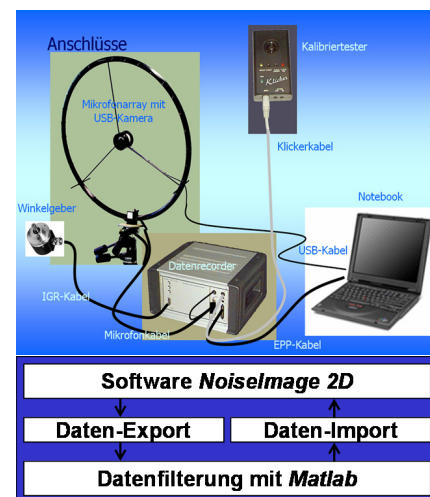 Anschlüsse
Kalibriertester
Klicker
Mikrofonarray mit
USB-Kamera
Klickerkabel
Winkelgeber
Notebook
USB-Kabel
Datenrecorder
IGR-Kabel
Mikrofonkabel
EPP-Kabel
Software NoiseImage 2D
Daten-Export
Daten-Import
Datenfilterung mit Matlab